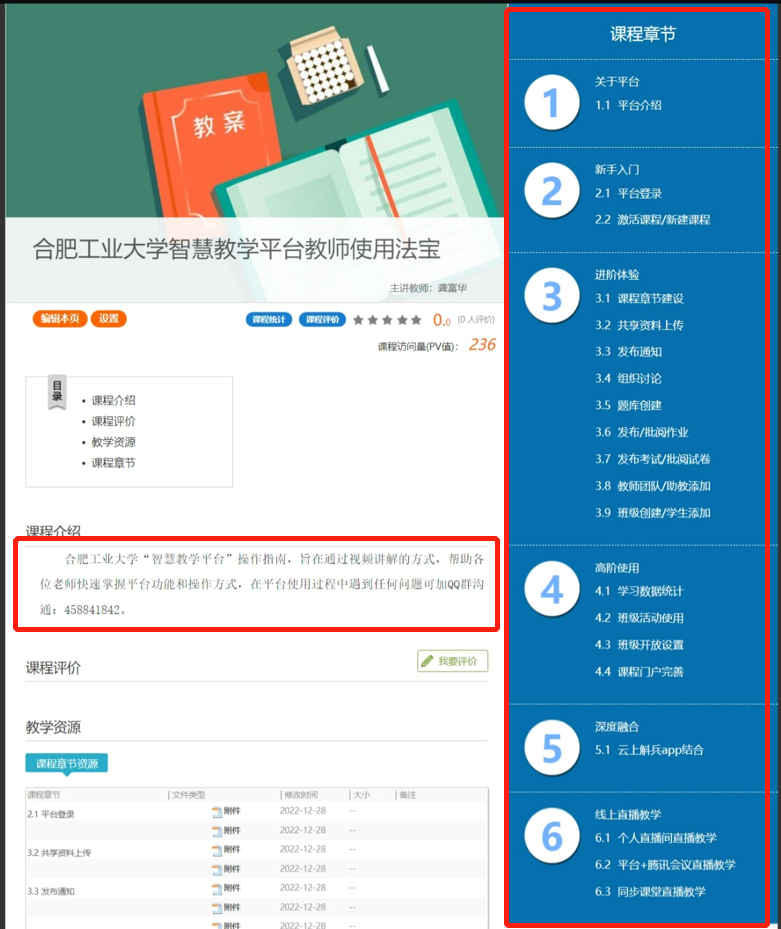 教案
合肥工业大学智慧教学平台教师使用法宝
主讲教师：龚富华
编辑本页 设置 课程统计 课程评价 0.0 (0 人评价)
课程访问量(PV值)： 236
目录
• 课程介绍
• 课程评价
• 教学资源
• 课程章节
课程介绍
合肥工业大学“智慧教学平台”操作指南，旨在通过视频讲解的方式，帮助各
位老师快速掌握平台功能和操作方式，在平台使用过程中遇到任何问题可加QQ群沟
通：458841842。
课程评价 我要评价
教学资源
课程章节资源
课程章节 | 文件类型 | 修改时间 | 大小 | 备注
2.1 平台登录 附件 2022-12-28 --
附件 2022-12-28 --
3.2 共享资料上传 附件 2022-12-28 --
附件 2022-12-28 --
3.3 发布通知 附件 2022-12-28 --
附件 2022-12-28 --
附件 2022-12-28 --
课程章节
1 关于平台
1.1 平台介绍
2 新手入门
2.1 平台登录
2.2 激活课程/新建课程
3 进阶体验
3.1 课程章节建设
3.2 共享资料上传
3.3 发布通知
3.4 组织讨论
3.5 题库创建
3.6 发布/批阅作业
3.7 发布考试/批阅试卷
3.8 教师团队/助教添加
3.9 班级创建/学生添加
4 高阶使用
4.1 学习数据统计
4.2 班级活动使用
4.3 班级开放设置
4.4 课程门户完善
5 深度融合
5.1 云上斛兵app结合
6 线上直播教学
6.1 个人直播间直播教学
6.2 平台+腾讯会议直播教学
6.3 同步课堂直播教学